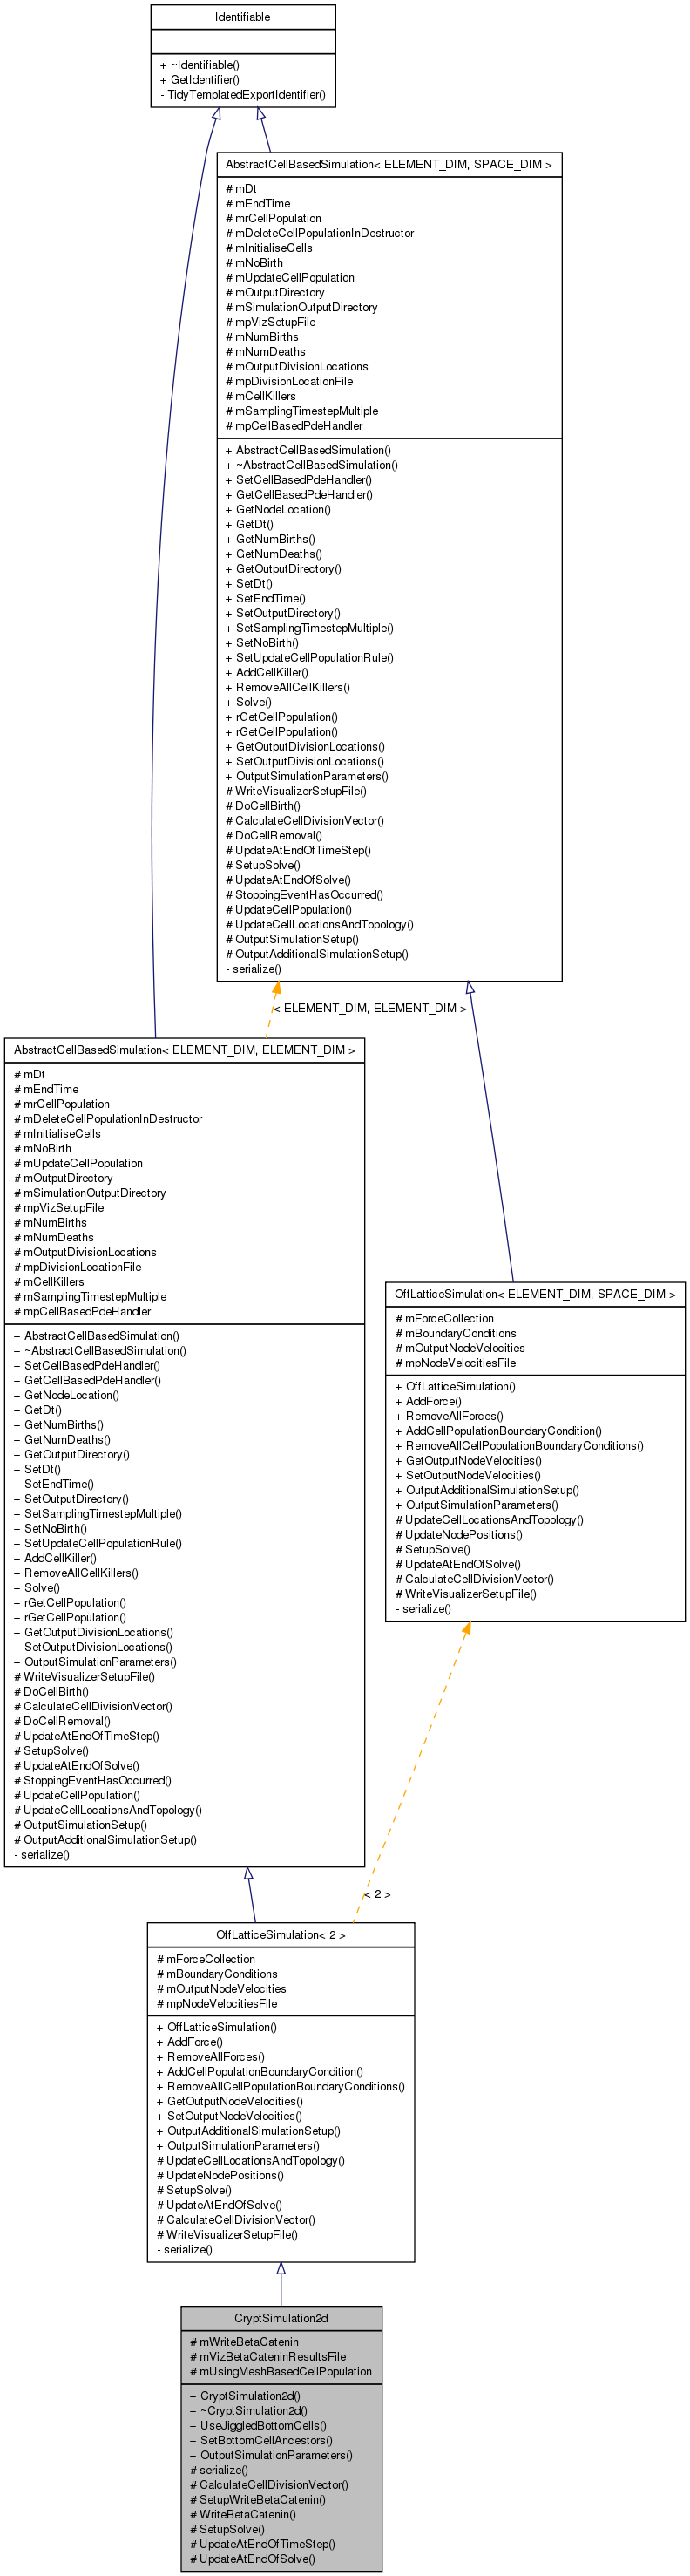 Identifiable
+ ~Identifiable()
+ GetIdentifier()
- TidyTemplatedExportIdentifier()
AbstractCellBasedSimulation< ELEMENT_DIM, SPACE_DIM >
# mDt
# mEndTime
# mrCellPopulation
# mDeleteCellPopulationInDestructor
# mInitialiseCells
# mNoBirth
# mUpdateCellPopulation
# mOutputDirectory
# mSimulationOutputDirectory
# mpVizSetupFile
# mNumBirths
# mNumDeaths
# mOutputDivisionLocations
# mpDivisionLocationFile
# mCellKillers
# mSamplingTimestepMultiple
# mpCellBasedPdeHandler
+ AbstractCellBasedSimulation()
+ ~AbstractCellBasedSimulation()
+ SetCellBasedPdeHandler()
+ GetCellBasedPdeHandler()
+ GetNodeLocation()
+ GetDt()
+ GetNumBirths()
+ GetNumDeaths()
+ GetOutputDirectory()
+ SetDt()
+ SetEndTime()
+ SetOutputDirectory()
+ SetSamplingTimestepMultiple()
+ SetNoBirth()
+ SetUpdateCellPopulationRule()
+ AddCellKiller()
+ RemoveAllCellKillers()
+ Solve()
+ rGetCellPopulation()
+ rGetCellPopulation()
+ GetOutputDivisionLocations()
+ SetOutputDivisionLocations()
+ OutputSimulationParameters()
# WriteVisualizerSetupFile()
# DoCellBirth()
# CalculateCellDivisionVector()
# DoCellRemoval()
# UpdateAtEndOfTimeStep()
# SetupSolve()
# UpdateAtEndOfSolve()
# StoppingEventHasOccurred()
# UpdateCellPopulation()
# UpdateCellLocationsAndTopology()
# OutputSimulationSetup()
# OutputAdditionalSimulationSetup()
- serialize()
< ELEMENT_DIM, ELEMENT_DIM >
AbstractCellBasedSimulation< ELEMENT_DIM, ELEMENT_DIM >
# mDt
# mEndTime
# mrCellPopulation
# mDeleteCellPopulationInDestructor
# mInitialiseCells
# mNoBirth
# mUpdateCellPopulation
# mOutputDirectory
# mSimulationOutputDirectory
# mpVizSetupFile
# mNumBirths
# mNumDeaths
# mOutputDivisionLocations
# mpDivisionLocationFile
# mCellKillers
# mSamplingTimestepMultiple
# mpCellBasedPdeHandler
+ AbstractCellBasedSimulation()
+ ~AbstractCellBasedSimulation()
+ SetCellBasedPdeHandler()
+ GetCellBasedPdeHandler()
+ GetNodeLocation()
+ GetDt()
+ GetNumBirths()
+ GetNumDeaths()
+ GetOutputDirectory()
+ SetDt()
+ SetEndTime()
+ SetOutputDirectory()
+ SetSamplingTimestepMultiple()
+ SetNoBirth()
+ SetUpdateCellPopulationRule()
+ AddCellKiller()
+ RemoveAllCellKillers()
+ Solve()
+ rGetCellPopulation()
+ rGetCellPopulation()
+ GetOutputDivisionLocations()
+ SetOutputDivisionLocations()
+ OutputSimulationParameters()
# WriteVisualizerSetupFile()
# DoCellBirth()
# CalculateCellDivisionVector()
# DoCellRemoval()
# UpdateAtEndOfTimeStep()
# SetupSolve()
# UpdateAtEndOfSolve()
# StoppingEventHasOccurred()
# UpdateCellPopulation()
# UpdateCellLocationsAndTopology()
# OutputSimulationSetup()
# OutputAdditionalSimulationSetup()
- serialize()
OffLatticeSimulation< ELEMENT_DIM, SPACE_DIM >
# mForceCollection
# mBoundaryConditions
# mOutputNodeVelocities
# mpNodeVelocitiesFile
+ OffLatticeSimulation()
+ AddForce()
+ RemoveAllForces()
+ AddCellPopulationBoundaryCondition()
+ RemoveAllCellPopulationBoundaryConditions()
+ GetOutputNodeVelocities()
+ SetOutputNodeVelocities()
+ OutputAdditionalSimulationSetup()
+ OutputSimulationParameters()
# UpdateCellLocationsAndTopology()
# UpdateNodePositions()
# SetupSolve()
# UpdateAtEndOfSolve()
# CalculateCellDivisionVector()
# WriteVisualizerSetupFile()
- serialize()
< 2 >
OffLatticeSimulation< 2 >
# mForceCollection
# mBoundaryConditions
# mOutputNodeVelocities
# mpNodeVelocitiesFile
+ OffLatticeSimulation()
+ AddForce()
+ RemoveAllForces()
+ AddCellPopulationBoundaryCondition()
+ RemoveAllCellPopulationBoundaryConditions()
+ GetOutputNodeVelocities()
+ SetOutputNodeVelocities()
+ OutputAdditionalSimulationSetup()
+ OutputSimulationParameters()
# UpdateCellLocationsAndTopology()
# UpdateNodePositions()
# SetupSolve()
# UpdateAtEndOfSolve()
# CalculateCellDivisionVector()
# WriteVisualizerSetupFile()
- serialize()
CryptSimulation2d
# mWriteBetaCatenin
# mVizBetaCateninResultsFile
# mUsingMeshBasedCellPopulation
+ CryptSimulation2d()
+ ~CryptSimulation2d()
+ UseJiggledBottomCells()
+ SetBottomCellAncestors()
+ OutputSimulationParameters()
# serialize()
# CalculateCellDivisionVector()
# SetupWriteBetaCatenin()
# WriteBetaCatenin()
# SetupSolve()
# UpdateAtEndOfTimeStep()
# UpdateAtEndOfSolve()